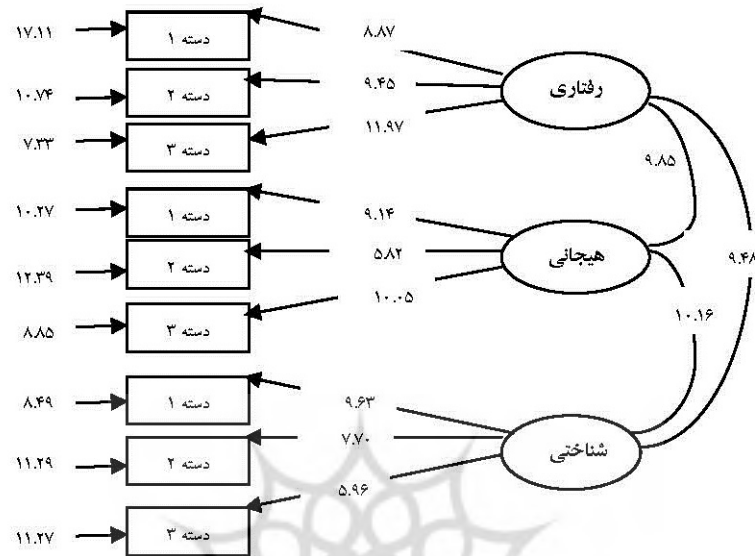 ۱۷.۱۱
دسته ۱
۸.۸۷
رفتاری
۱۰.۷۴
دسته ۲
۹.۴۵
۷.۳۳
دسته ۳
۱۱.۹۷
۹.۸۵
۱۰.۲۷
دسته ۱
۹.۱۴
هیجانی
۹.۴۸
۱۲.۳۹
دسته ۲
۵.۸۲
۸.۸۵
دسته ۳
۱۰.۰۵
۱۰.۱۶
۸.۴۹
دسته ۱
۹.۶۳
شناختی
۱۱.۲۹
دسته ۲
۷.۷۰
۱۱.۲۷
دسته ۳
۵.۹۶